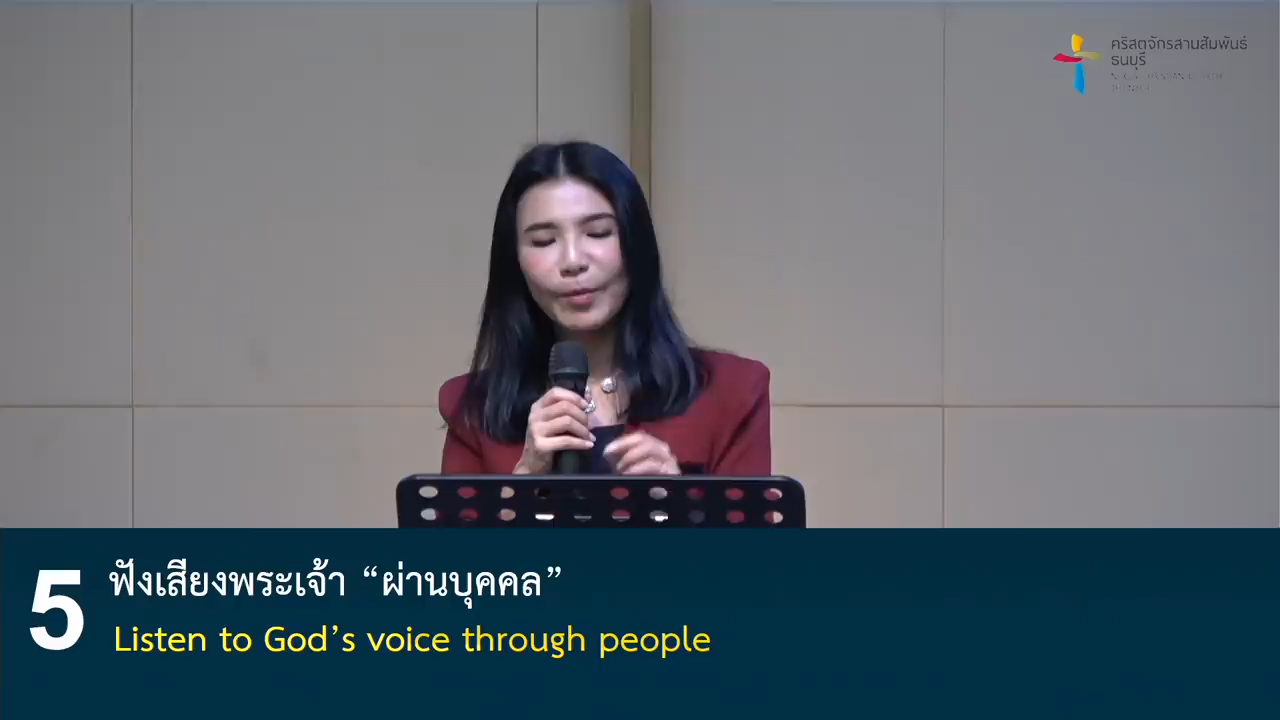 คริสตจักรสานสัมพันธ์
ธนบุรี
5
ฟังเสียงพระเจ้า “ผ่านบุคคล”
Listen to God’s voice through people